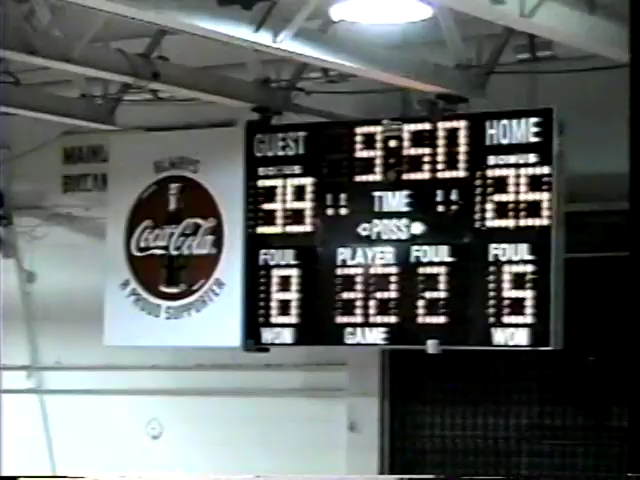 GUEST 9:50 HOME
BONUS BONUS
39 TIME 25
<POSS>
FOUL PLAYER FOUL FOUL
8 32 2 5
WON GAME WON
Coca-Cola
A PROUD SUPPORTER